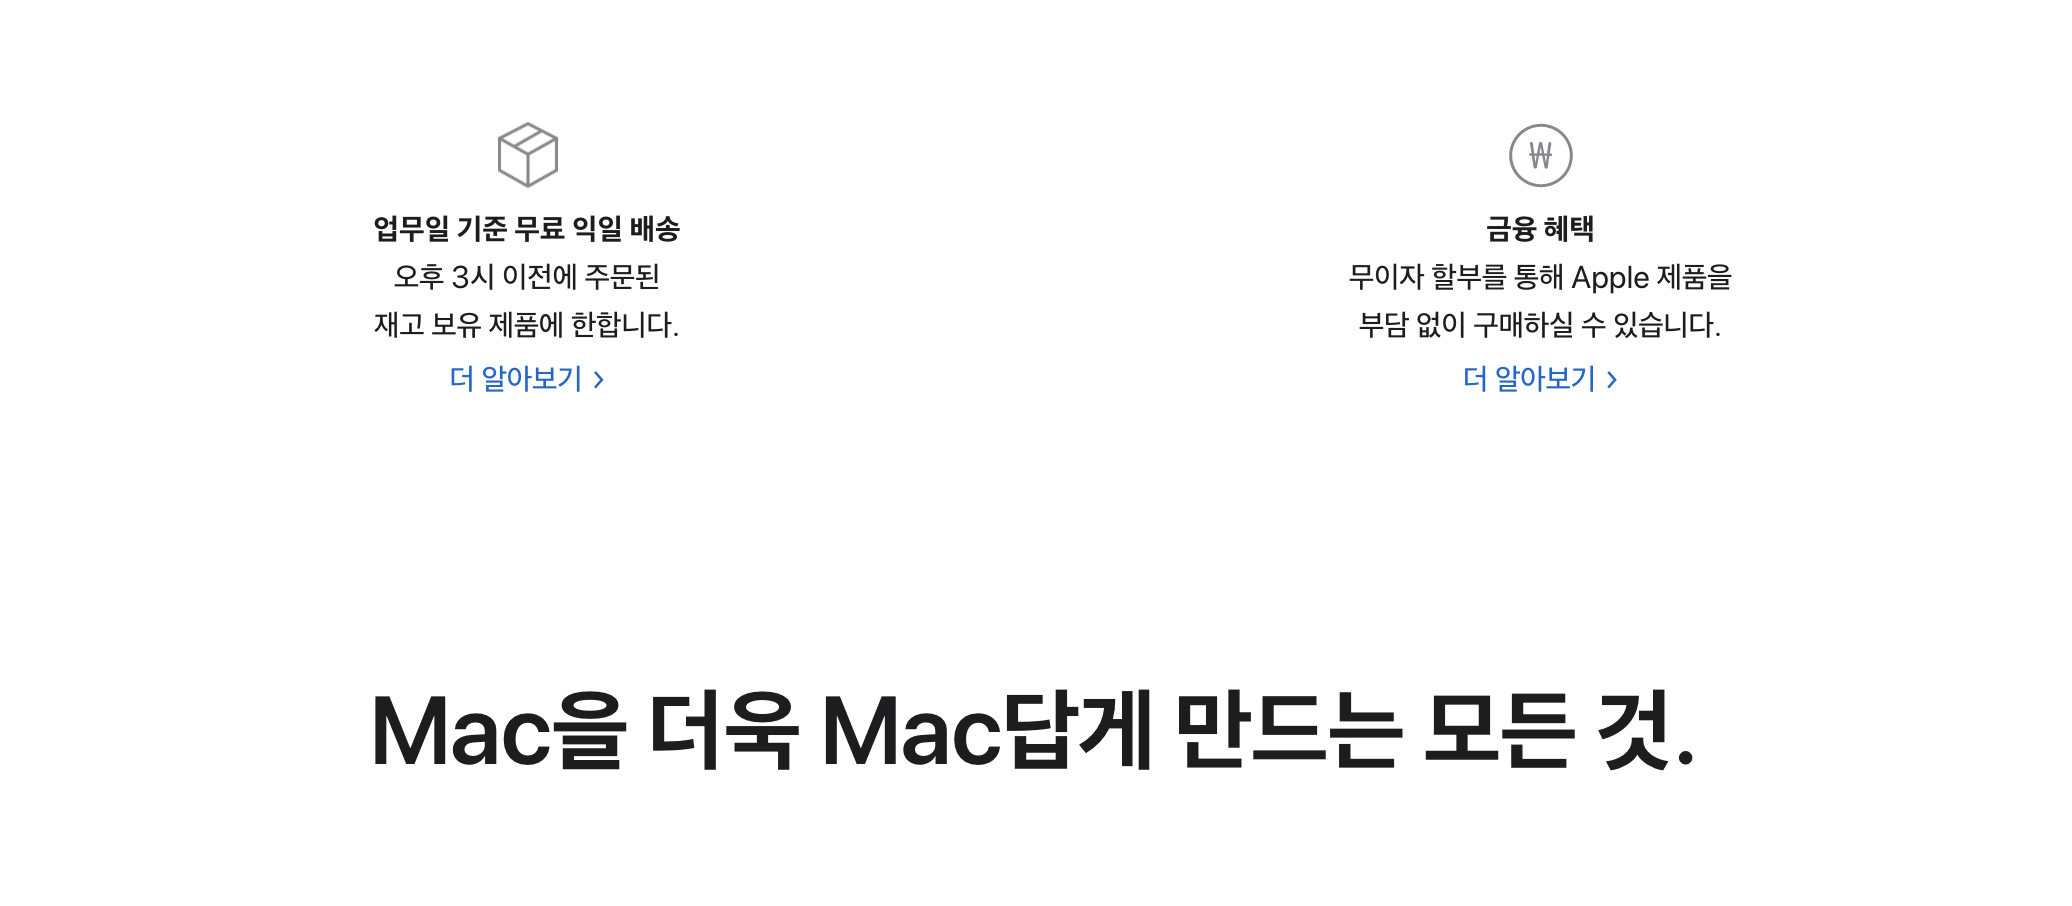 업무일 기준 무료 익일 배송
오후 3시 이전에 주문된
재고 보유 제품에 한합니다.
더 알아보기 >
₩
금융 혜택
무이자 할부를 통해 Apple 제품을
부담 없이 구매하실 수 있습니다.
더 알아보기 >
Mac을 더욱 Mac답게 만드는 모든 것.